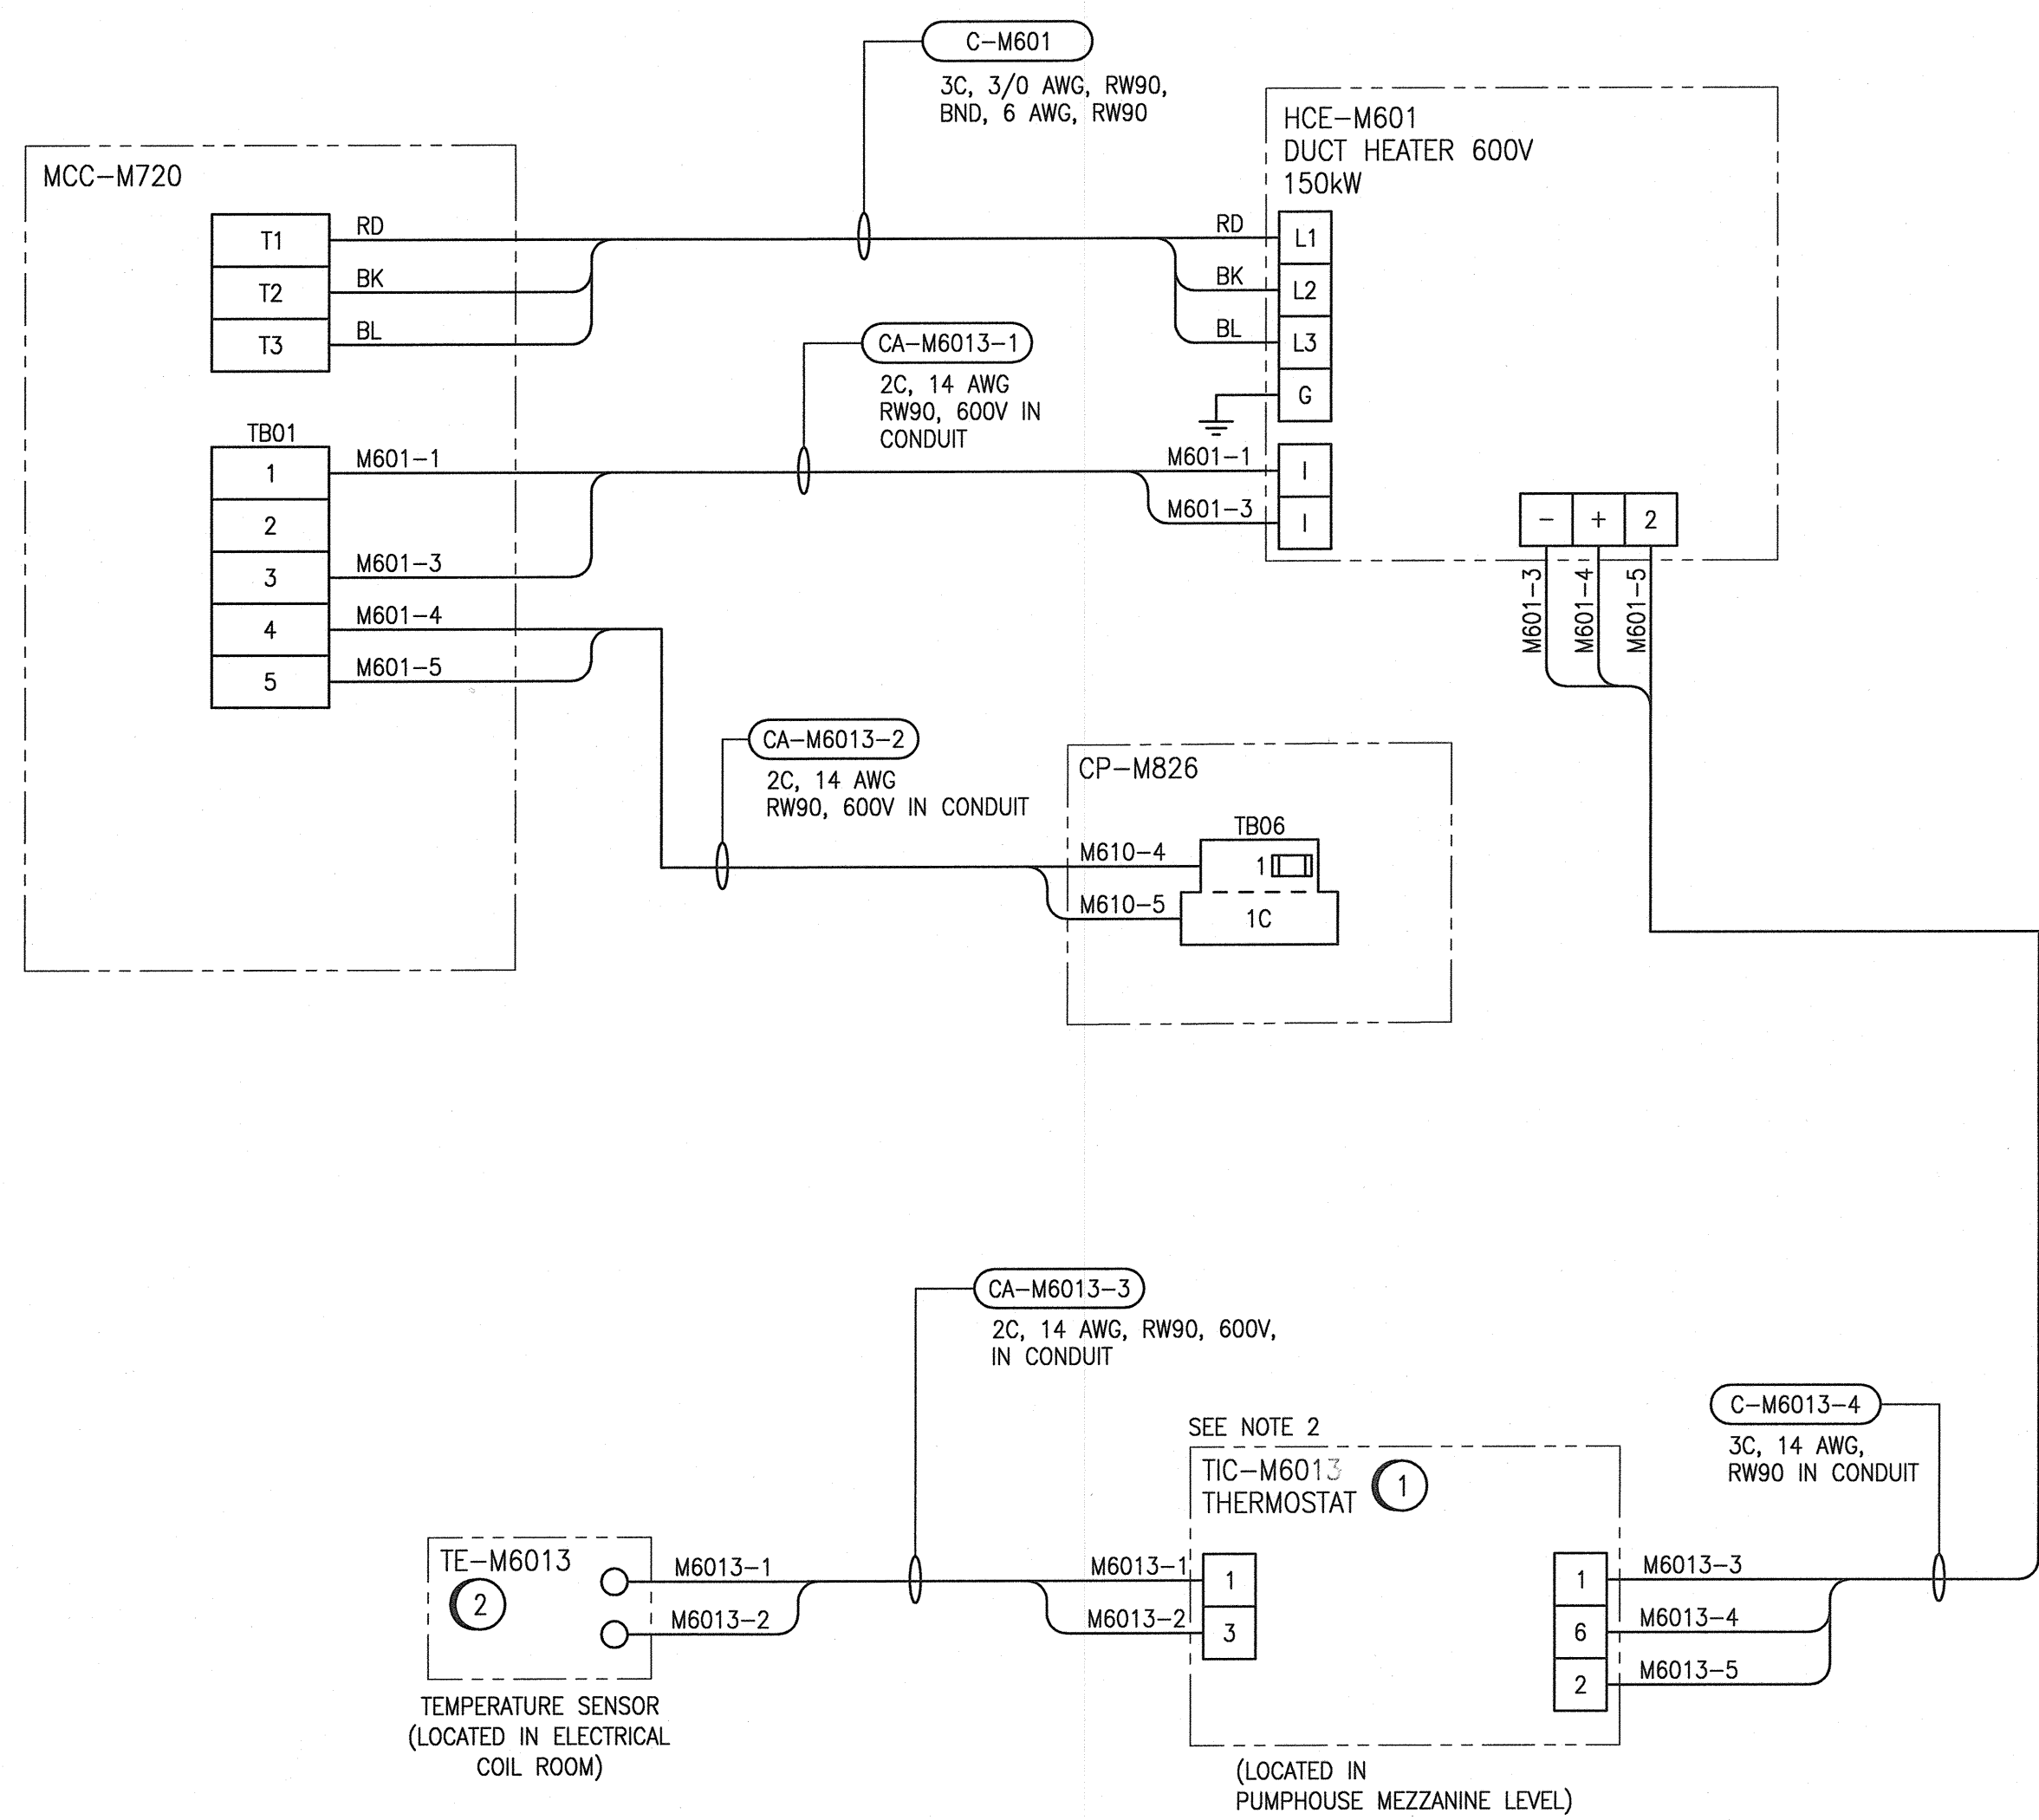 C-M601
3C, 3/0 AWG, RW90,
BND, 6 AWG, RW90
MCC-M720
T1
T2
T3
RD
BK
BL
HCE-M601
DUCT HEATER 600V
150kW
RD
BK
BL
L1
L2
L3
G
CA-M6013-1
2C, 14 AWG
RW90, 600V IN
CONDUIT
TB01
1
2
3
4
5
M601-1
M601-3
M601-4
M601-5
M601-1
M601-3
I
I
- + 2
M601-3
M601-4
M601-5
CA-M6013-2
2C, 14 AWG
RW90, 600V IN CONDUIT
CP-M826
TB06
M610-4
M610-5
1
1C
CA-M6013-3
2C, 14 AWG, RW90, 600V,
IN CONDUIT
C-M6013-4
3C, 14 AWG,
RW90 IN CONDUIT
SEE NOTE 2
TIC-M6013
THERMOSTAT
1
TE-M6013
2
M6013-1
M6013-2
M6013-1
M6013-2
1
3
1
6
2
M6013-3
M6013-4
M6013-5
TEMPERATURE SENSOR
(LOCATED IN ELECTRICAL
COIL ROOM)
(LOCATED IN
PUMPHOUSE MEZZANINE LEVEL)